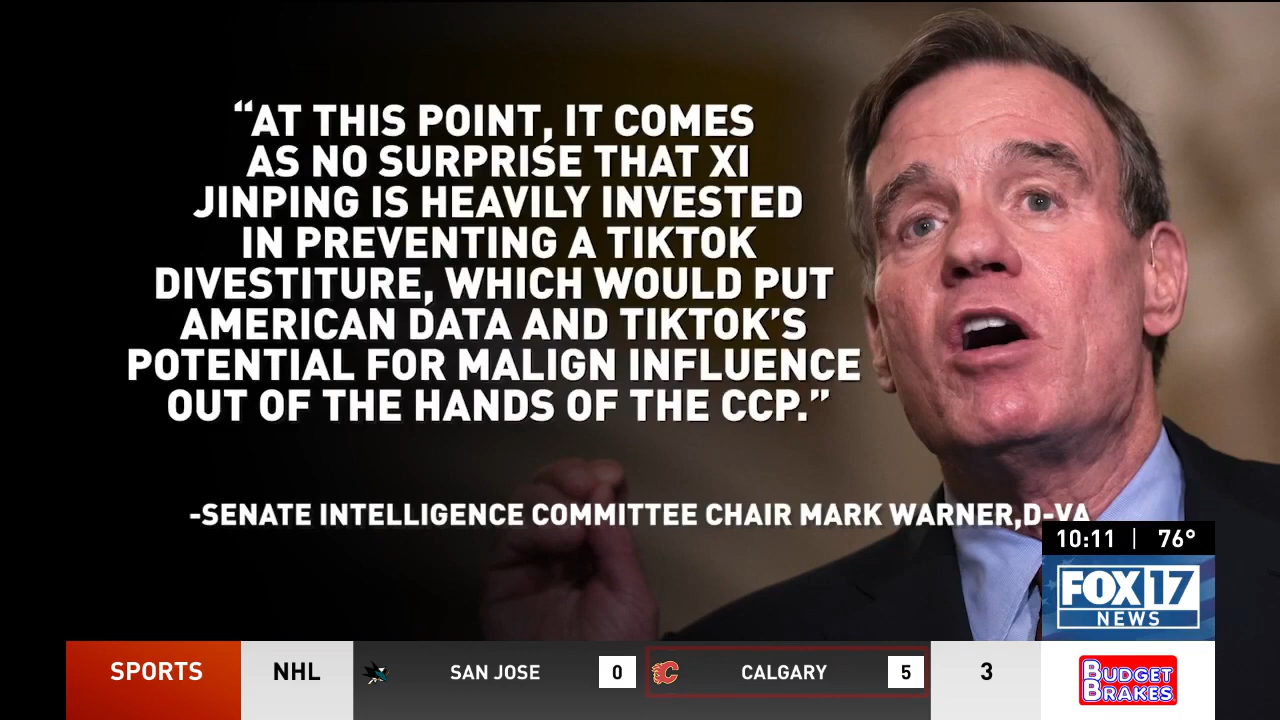 “AT THIS POINT, IT COMES
AS NO SURPRISE THAT XI
JINPING IS HEAVILY INVESTED
IN PREVENTING A TIKTOK
DIVESTITURE, WHICH WOULD PUT
AMERICAN DATA AND TIKTOK’S
POTENTIAL FOR MALIGN INFLUENCE
OUT OF THE HANDS OF THE CCP.”
-SENATE INTELLIGENCE COMMITTEE CHAIR MARK WARNER,D-VA
10:11 | 76°
FOX 17
NEWS
SPORTS NHL SAN JOSE 0 CALGARY 5 3
BUDGET
BRAKES